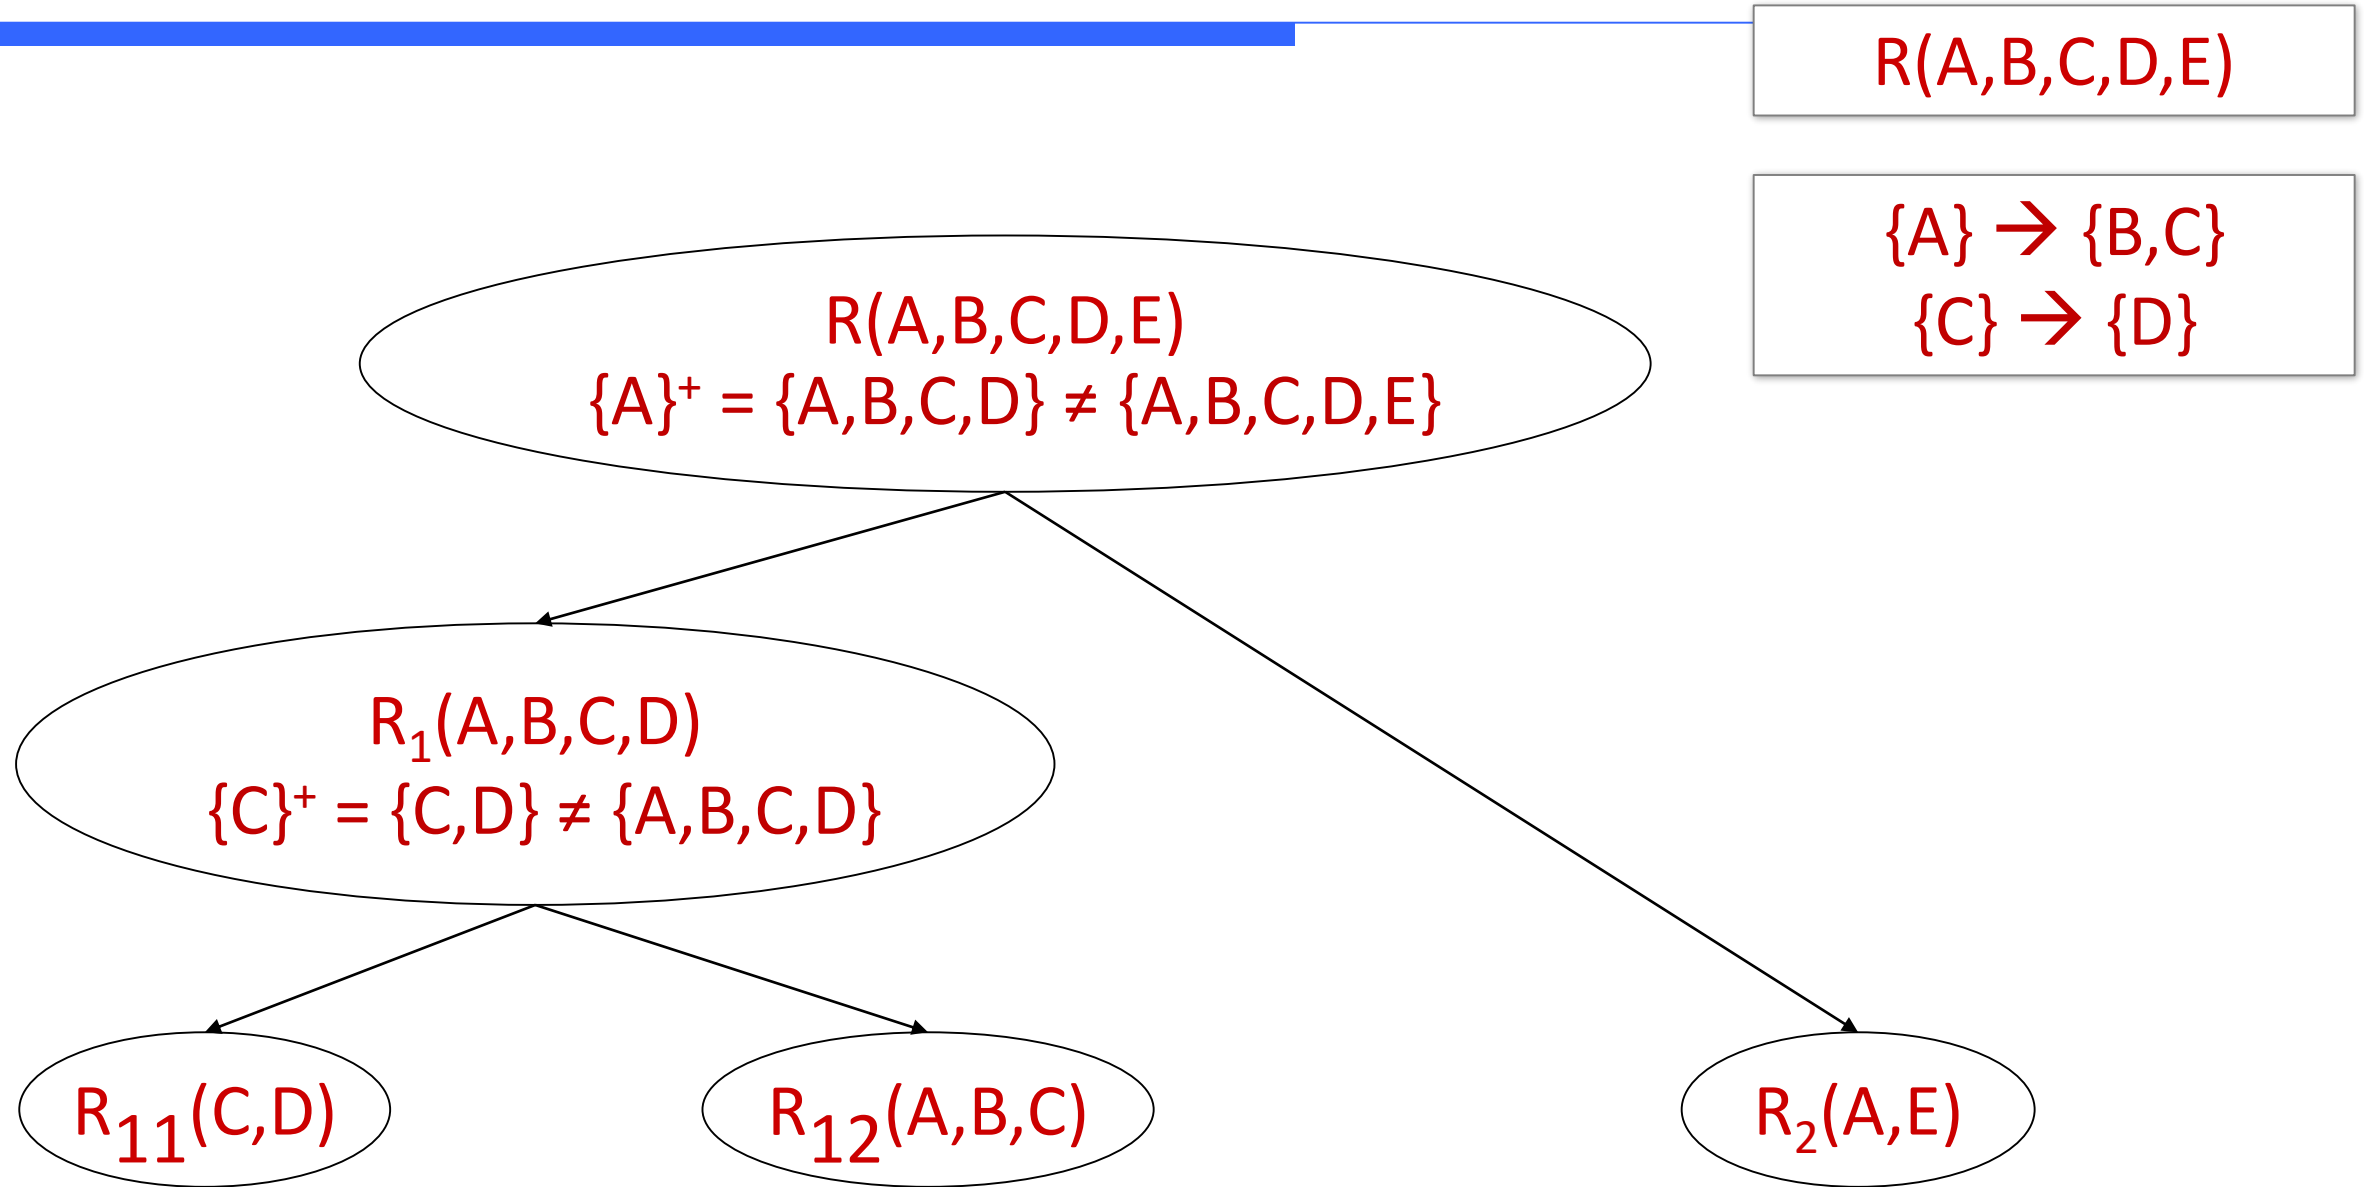 R(A,B,C,D,E)
{A} → {B,C}
{C} → {D}
R(A,B,C,D,E)
{A}⁺ = {A,B,C,D} ≠ {A,B,C,D,E}
R₁(A,B,C,D)
{C}⁺ = {C,D} ≠ {A,B,C,D}
R₁₁(C,D)
R₁₂(A,B,C)
R₂(A,E)